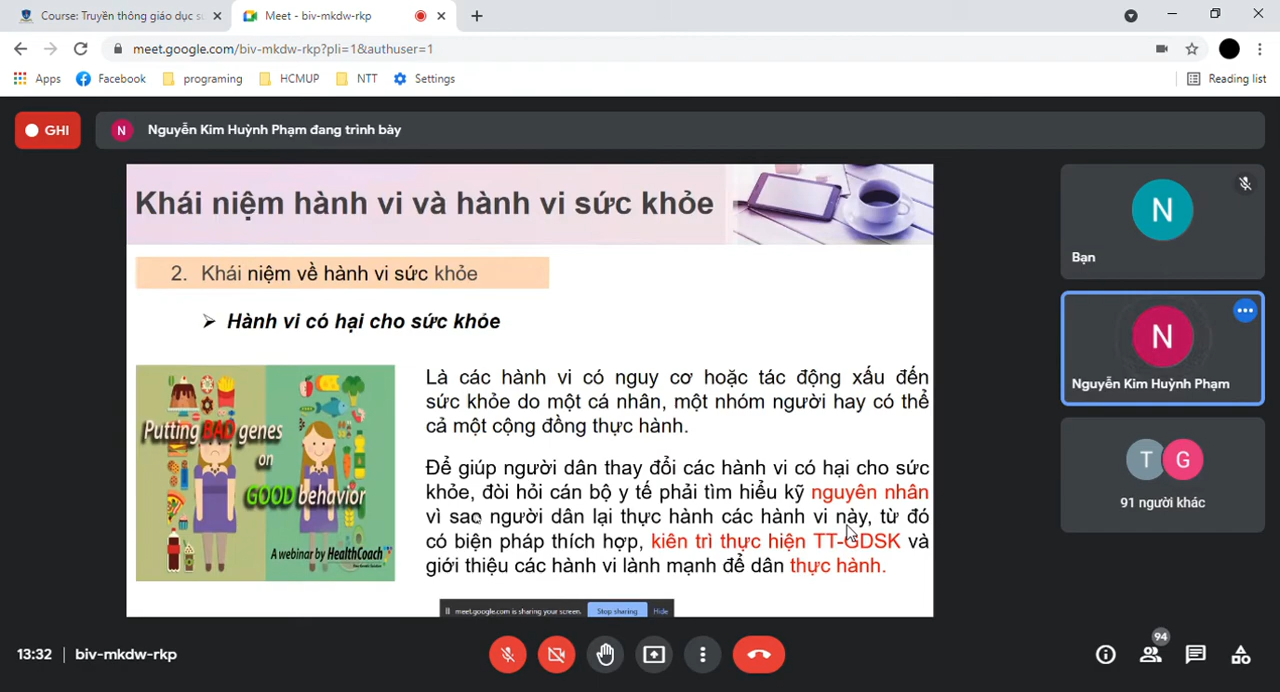 Course: Truyền thông giáo dục sứ
Meet - biv-mkdw-rkp
meet.google.com/biv-mkdw-rkp?pli=1&authuser=1
Apps Facebook programing HCMUP NTT Settings Reading list
GHI
N Nguyễn Kim Huỳnh Phạm đang trình bày
Khái niệm hành vi và hành vi sức khỏe
2. Khái niệm về hành vi sức khỏe
➢ Hành vi có hại cho sức khỏe
Putting BAD genes
on
GOOD behavior
A webinar by HealthCoach
Là các hành vi có nguy cơ hoặc tác động xấu đến
sức khỏe do một cá nhân, một nhóm người hay có thể
cả một cộng đồng thực hành.
Để giúp người dân thay đổi các hành vi có hại cho sức
khỏe, đòi hỏi cán bộ y tế phải tìm hiểu kỹ nguyên nhân
vì sao người dân lại thực hành các hành vi này, từ đó
có biện pháp thích hợp, kiên trì thực hiện TT-GDSK và
giới thiệu các hành vi lành mạnh để dân thực hành.
meet.google.com is sharing your screen. Stop sharing Hide
N
Bạn
N
Nguyễn Kim Huỳnh Phạm
T G
91 người khác
13:32 | biv-mkdw-rkp
94